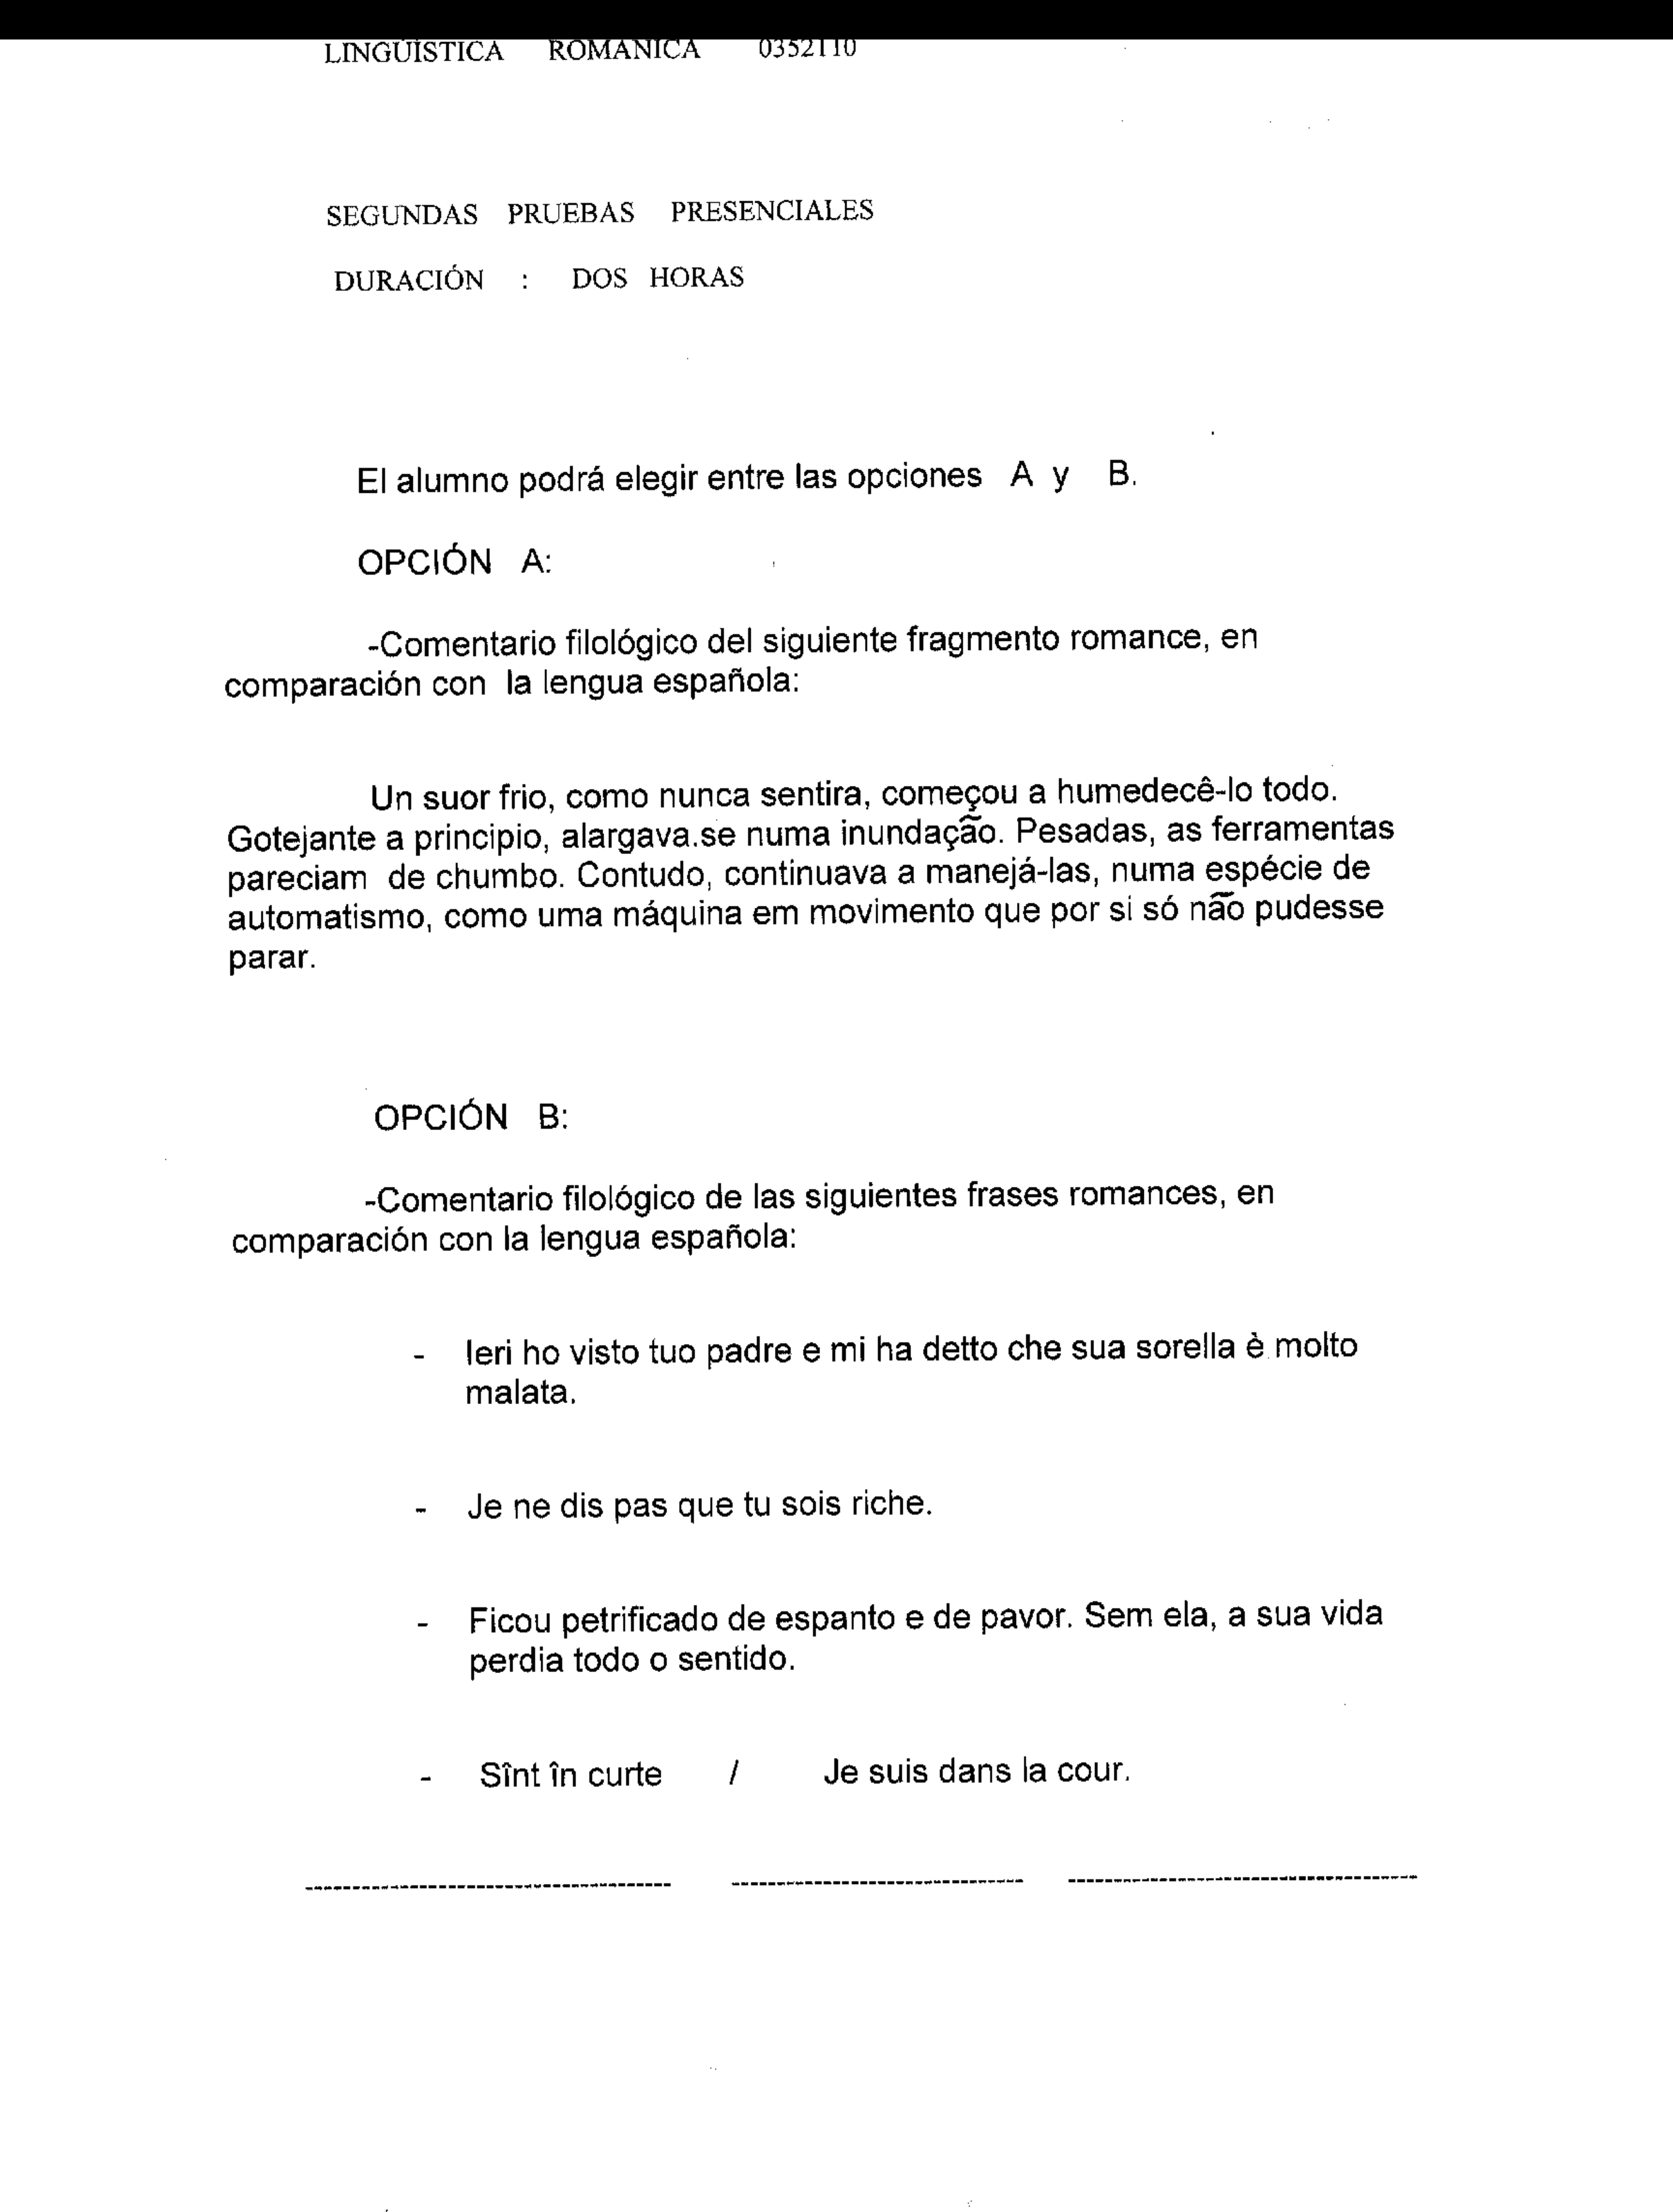 LINGÜÍSTICA ROMÁNICA 0352110
SEGUNDAS PRUEBAS PRESENCIALES
DURACIÓN : DOS HORAS
El alumno podrá elegir entre las opciones A y B.
OPCIÓN A:
-Comentario filológico del siguiente fragmento romance, en
comparación con la lengua española:
Un suor frio, como nunca sentira, começou a humedecê-lo todo.
Gotejante a principio, alargava.se numa inundação. Pesadas, as ferramentas
pareciam de chumbo. Contudo, continuava a manejá-las, numa espécie de
automatismo, como uma máquina em movimento que por si só não pudesse
parar.
OPCIÓN B:
-Comentario filológico de las siguientes frases romances, en
comparación con la lengua española:
- Ieri ho visto tuo padre e mi ha detto che sua sorella è molto
malata.
- Je ne dis pas que tu sois riche.
- Ficou petrificado de espanto e de pavor. Sem ela, a sua vida
perdia todo o sentido.
- Sînt în curte / Je suis dans la cour.